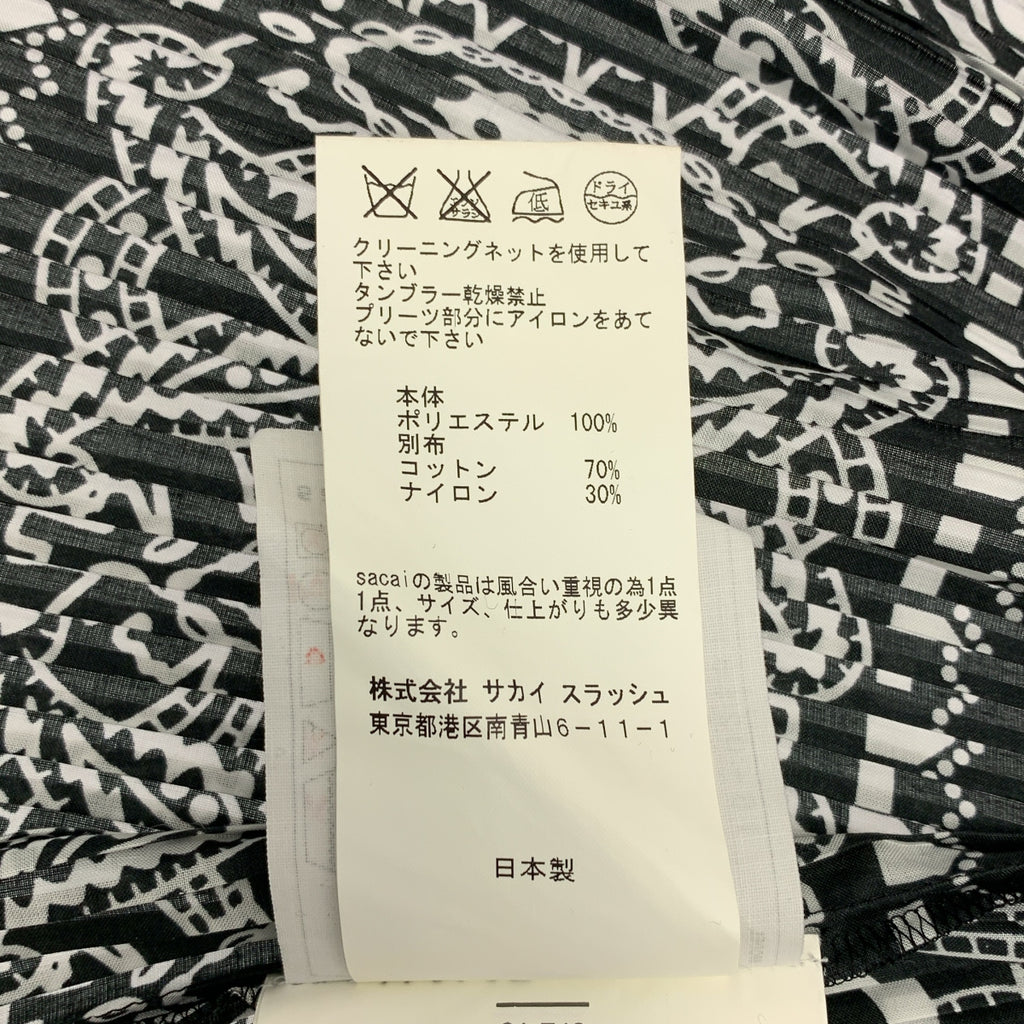 低
ドライ
セキユ系
クリーニングネットを使用して
下さい
タンブラー乾燥禁止
プリーツ部分にアイロンをあて
ないで下さい
本体
ポリエステル 100%
別布
コットン 70%
ナイロン 30%
sacaiの製品は風合い重視の為1点
1点、サイズ、仕上がりも多少異
なります。
株式会社 サカイ スラッシュ
東京都港区南青山6-11-1
日本製